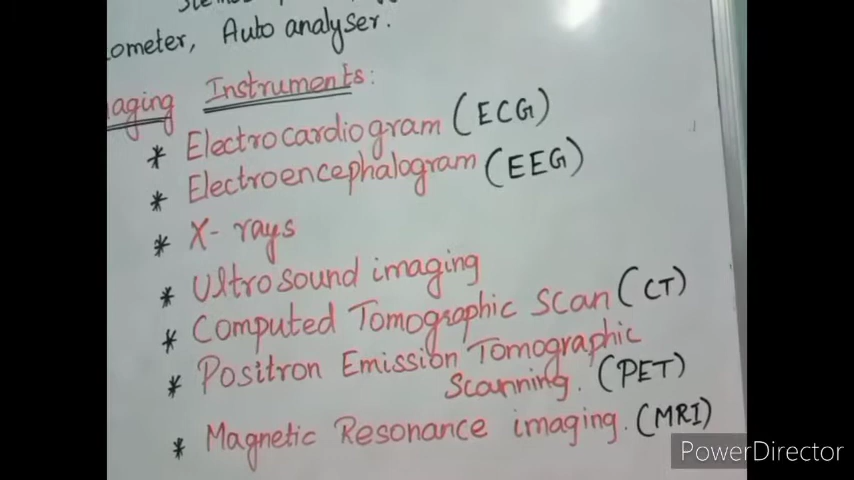 ometer, Auto analyser.
aging Instruments:
* Electrocardiogram (ECG)
* Electroencephalogram (EEG)
* X- rays
* Ultrosound imaging
* Computed Tomographic Scan (CT)
* Positron Emission Tomographic
Scanning. (PET)
* Magnetic Resonance imaging. (MRI)
PowerDirector